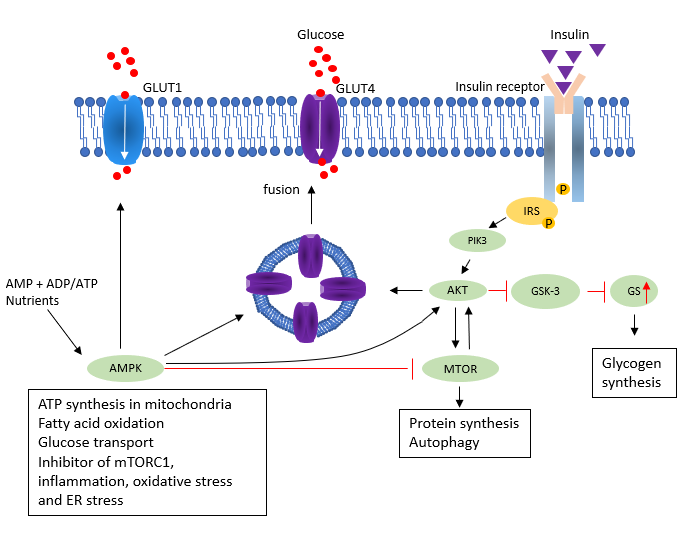 Glucose
Insulin
GLUT1
GLUT4
Insulin receptor
fusion
P
IRS
P
PIK3
AMP + ADP/ATP
Nutrients
AKT
GSK-3
GS
AMPK
MTOR
Glycogen
synthesis
ATP synthesis in mitochondria
Fatty acid oxidation
Glucose transport
Inhibitor of mTORC1,
inflammation, oxidative stress
and ER stress
Protein synthesis
Autophagy